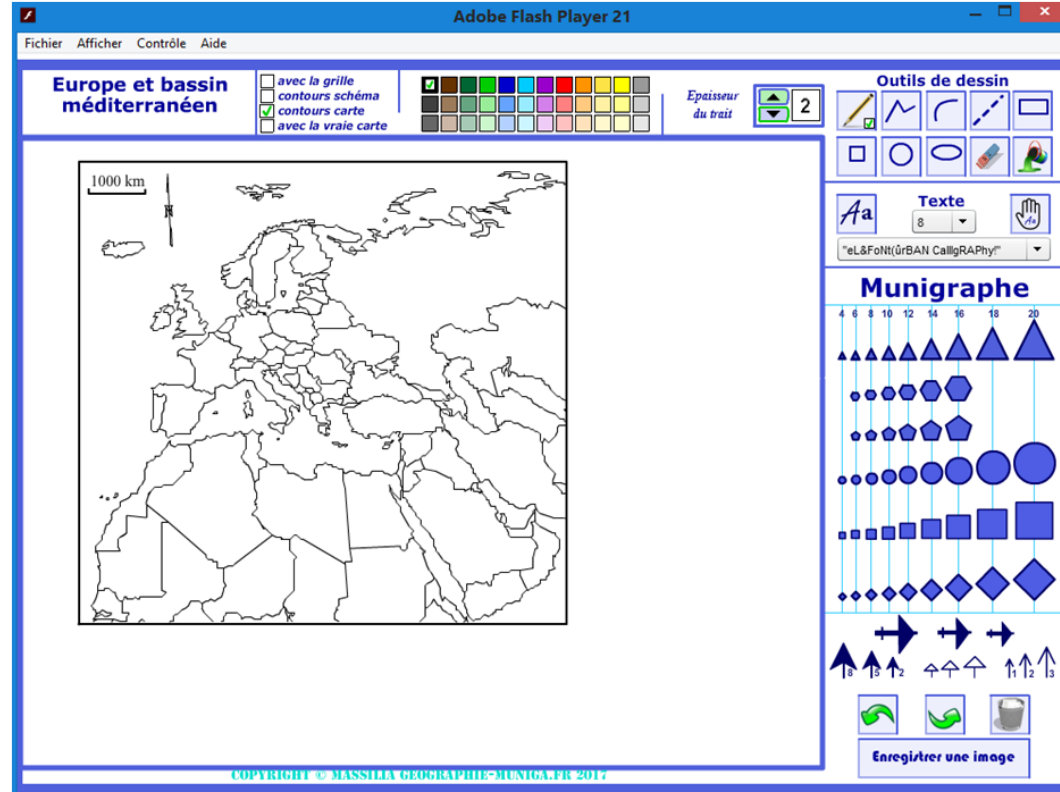 Adobe Flash Player 21
Fichier Afficher Contrôle Aide
Europe et bassin
méditerranéen
avec la grille
contours schéma
contours carte
avec la vraie carte
Epaisseur
du trait
2
Outils de dessin
1000 km
N
Aa
Texte
8
Aa
"eL&FoNt(ûrBAN CallIgRAPhy!"
Munigraphe
4 6 8 10 12 14 16 18 20
8 5 2 1 2 3
Enregistrer une image
COPYRIGHT © MASSILIA GEOGRAPHIE-MUNIGA.FR 2017